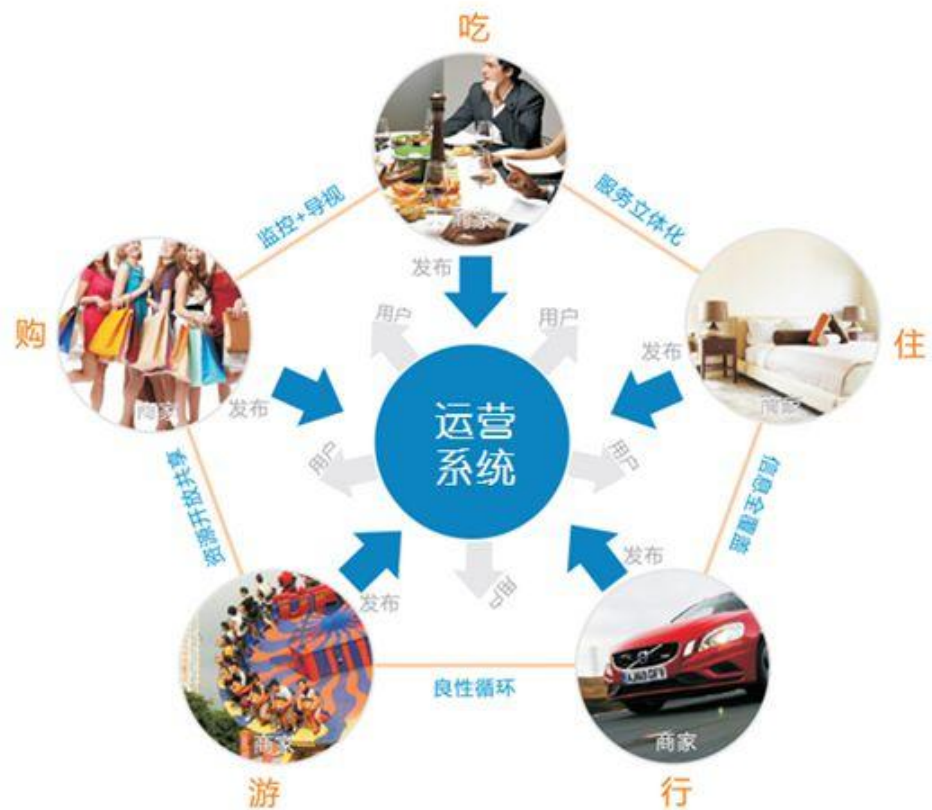 吃
商家
监控+导视
服务立体化
发布
用户
用户
购
商家
发布
住
商家
发布
运营
系统
用户
用户
资源开放共享
信息全覆盖
发布
发布
用户
商家
商家
良性循环
游
行